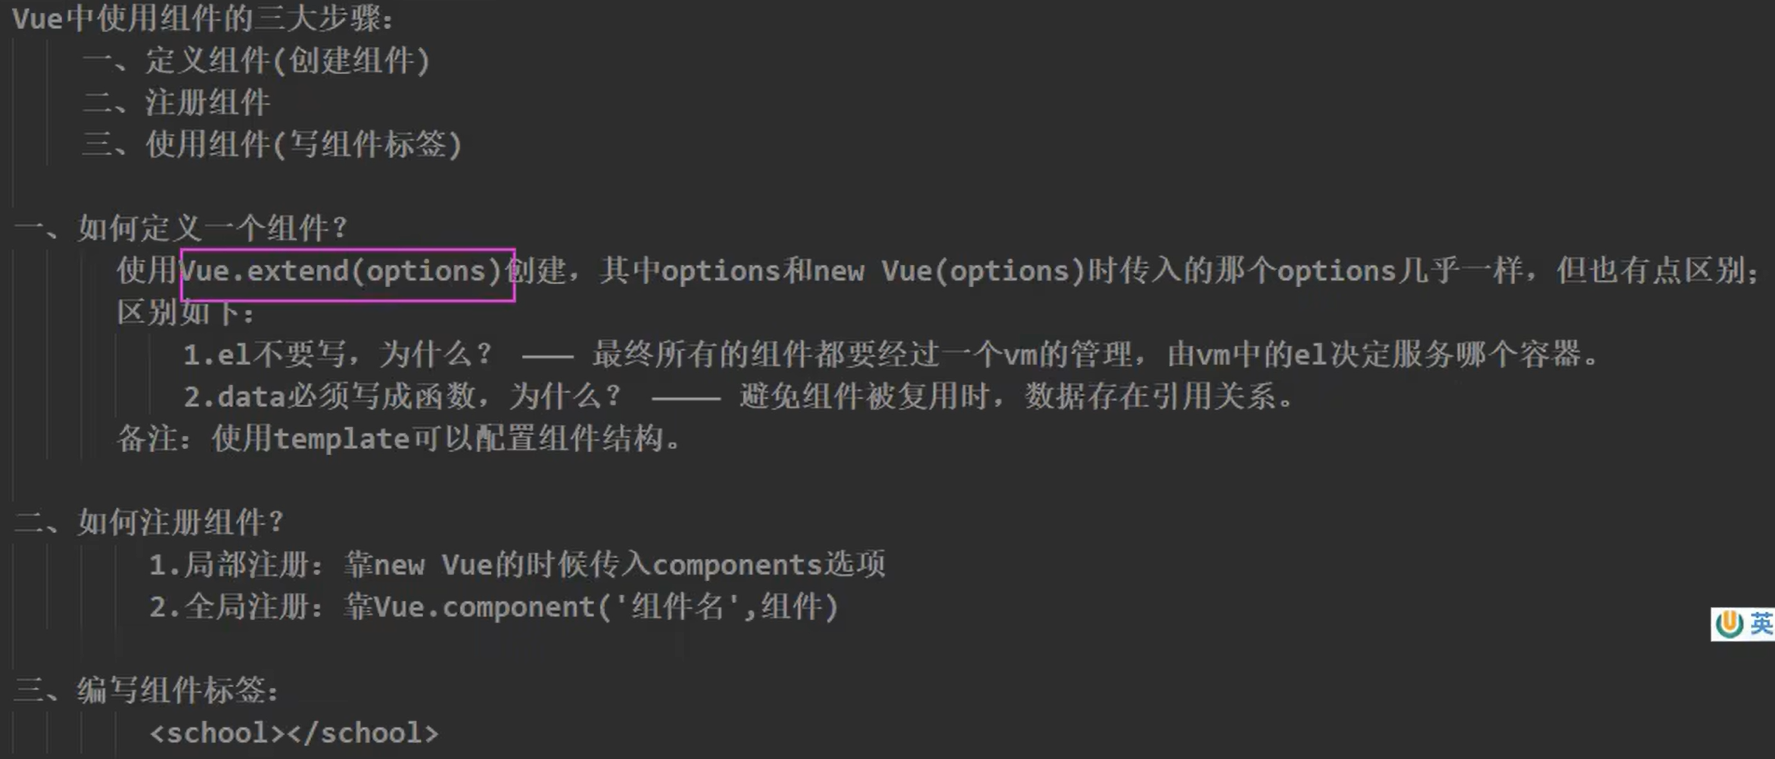 Vue中使用组件的三大步骤:
一、定义组件(创建组件)
二、注册组件
三、使用组件(写组件标签)
一、如何定义一个组件?
使用Vue.extend(options)创建，其中options和new Vue(options)时传入的那个options几乎一样，但也有点区别；
区别如下:
1.el不要写，为什么? ——— 最终所有的组件都要经过一个vm的管理，由vm中的el决定服务哪个容器。
2.data必须写成函数，为什么? ———— 避免组件被复用时，数据存在引用关系。
备注: 使用template可以配置组件结构。
二、如何注册组件?
1.局部注册: 靠new Vue的时候传入components选项
2.全局注册: 靠Vue.component('组件名',组件)
英
三、编写组件标签:
<school></school>